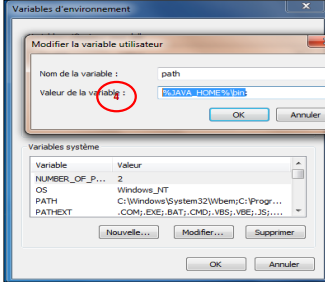 Variables d'environnement
Modifier la variable utilisateur
Nom de la variable :
path
Valeur de la variable :
%JAVA_HOME%\bin
4
OK
Annuler
Variables système
Variable Valeur
NUMBER_OF_P... 2
OS Windows_NT
PATH C:\Windows\System32\Wbem;C:\Progr...
PATHEXT .COM;.EXE;.BAT;.CMD;.VBS;.VBE;.JS;....
Nouvelle... Modifier... Supprimer
OK Annuler